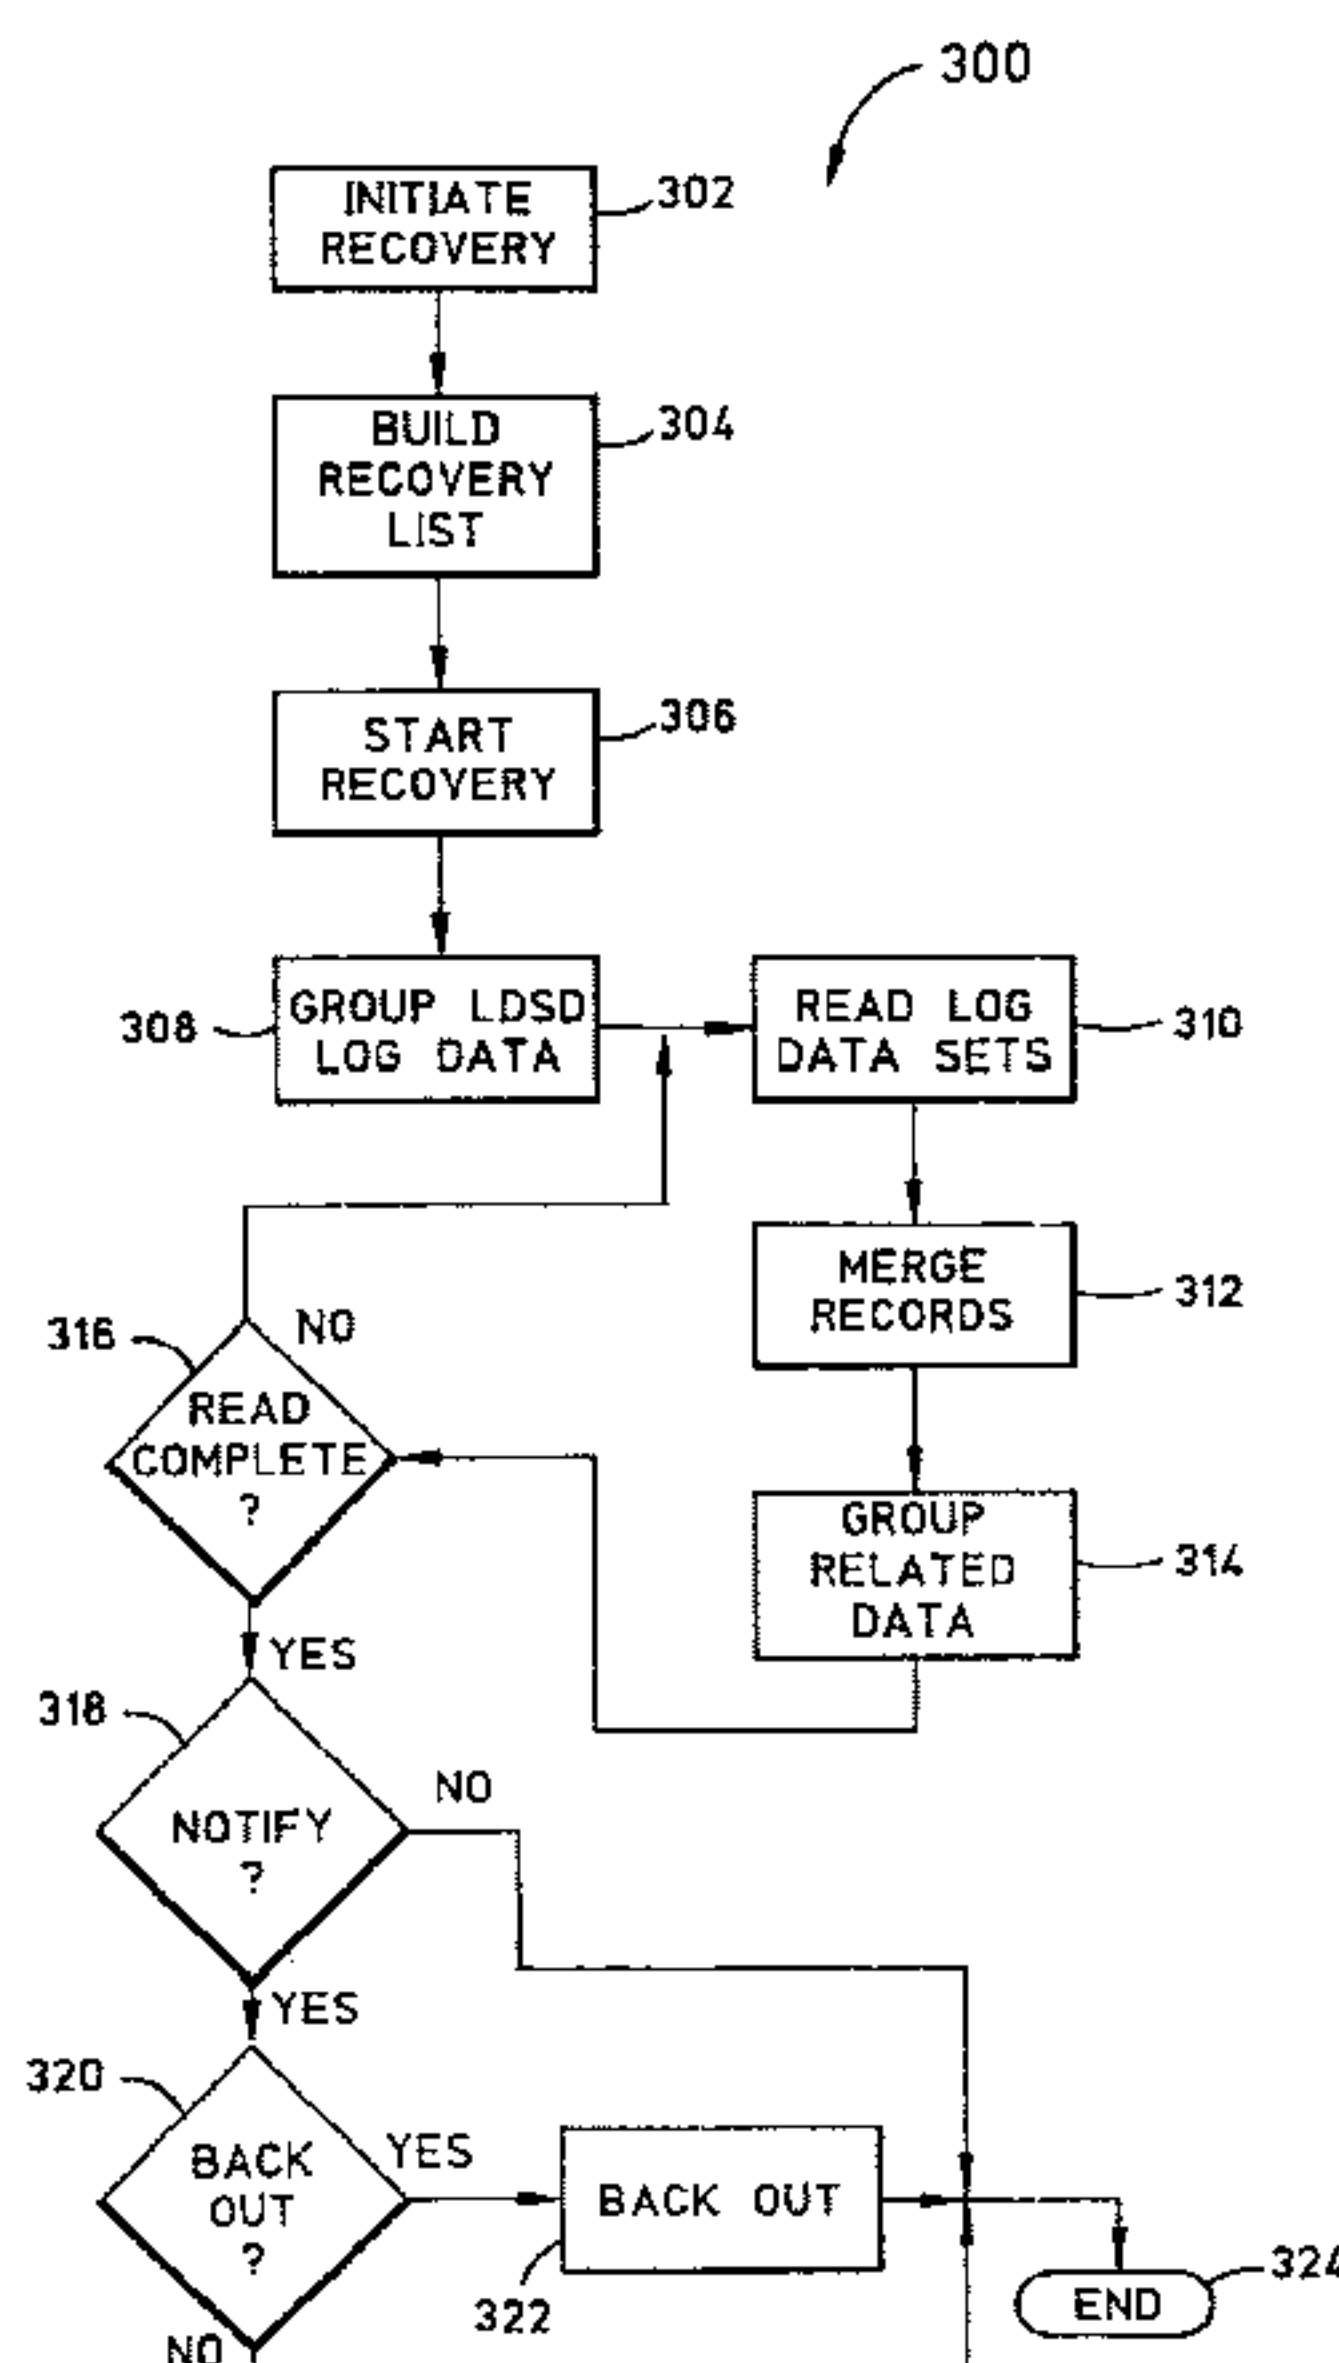 300
INITIATE
RECOVERY
302
BUILD
RECOVERY
LIST
304
START
RECOVERY
306
308
GROUP LDSD
LOG DATA
READ LOG
DATA SETS
310
MERGE
RECORDS
312
316
NO
READ
COMPLETE
?
GROUP
RELATED
DATA
314
YES
318
NO
NOTIFY
?
YES
320
BACK
OUT
?
YES
BACK OUT
322
END
324
NO